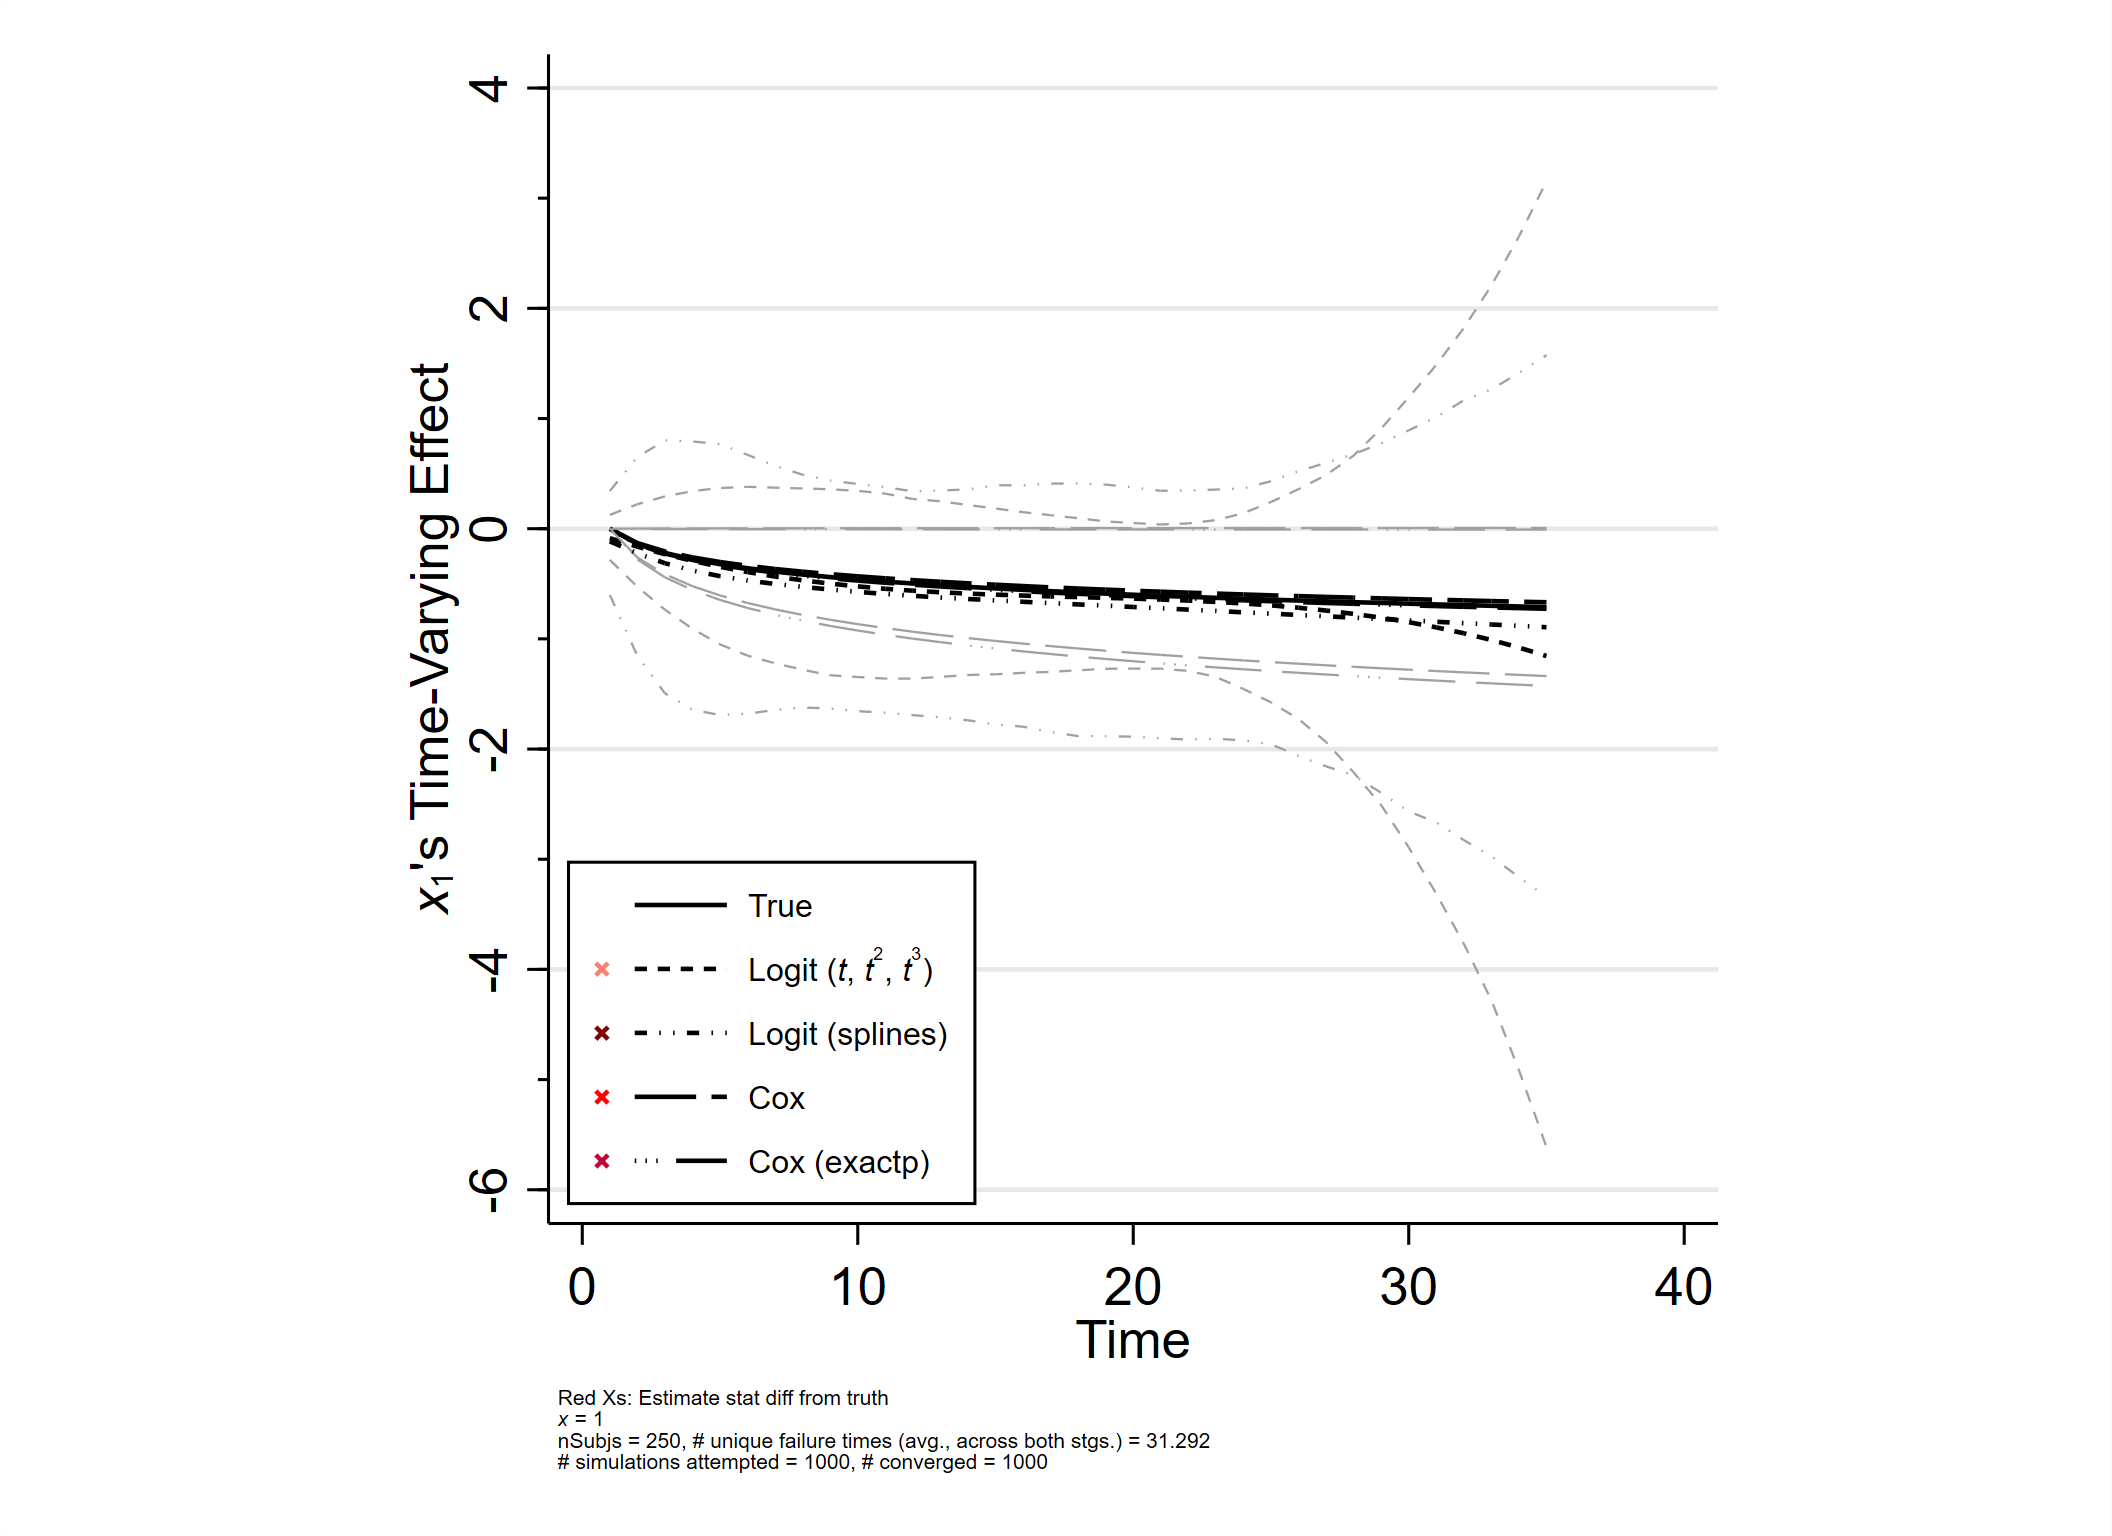 4
2
0
-2
-4
-6
x₁'s Time-Varying Effect
True
Logit (t, t², t³)
Logit (splines)
Cox
Cox (exactp)
0 10 20 30 40
Time
Red Xs: Estimate stat diff from truth
x = 1
nSubjs = 250, # unique failure times (avg., across both stgs.) = 31.292
# simulations attempted = 1000, # converged = 1000